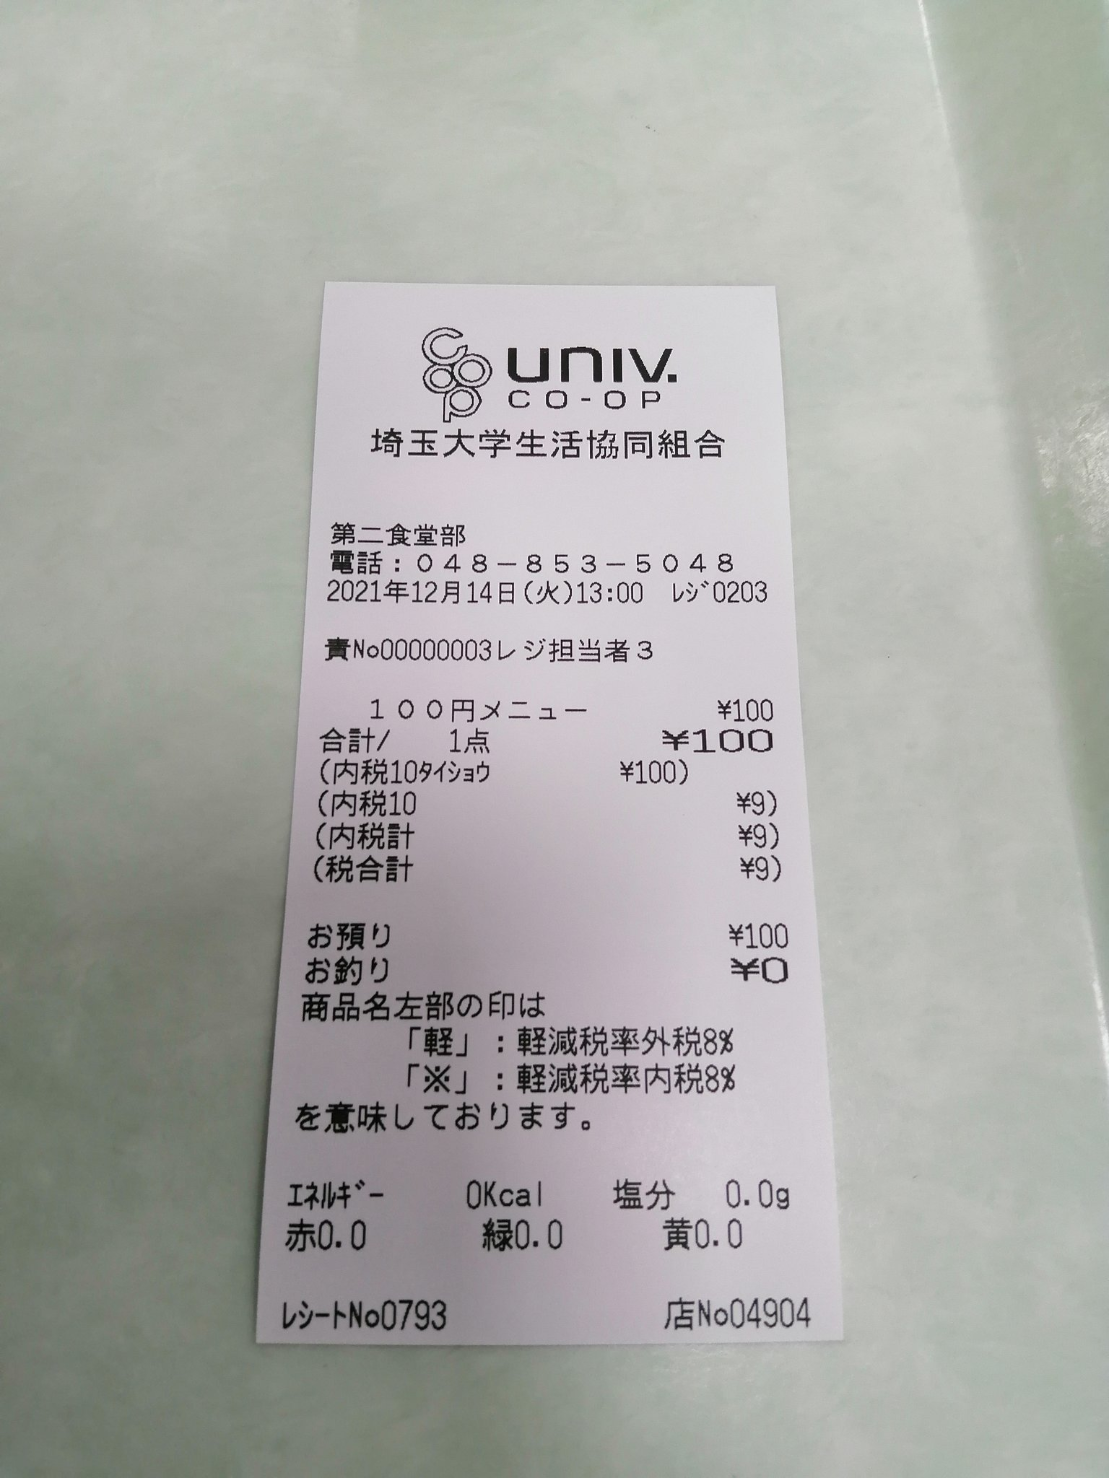 coop univ.
CO-OP
埼玉大学生活協同組合
第二食堂部
電話：０４８－８５３－５０４８
2021年12月14日(火)13:00 ﾚｼﾞ0203
責No00000003レジ担当者３
１００円メニュー ¥100
合計/ 1点 ¥100
(内税10ﾀｲｼｮｳ ¥100)
(内税10 ¥9)
(内税計 ¥9)
(税合計 ¥9)
お預り ¥100
お釣り ¥0
商品名左部の印は
「軽」：軽減税率外税8%
「※」：軽減税率内税8%
を意味しております。
ｴﾈﾙｷﾞｰ 0Kcal 塩分 0.0g
赤0.0 緑0.0 黄0.0
ﾚｼｰﾄNo0793 店No04904